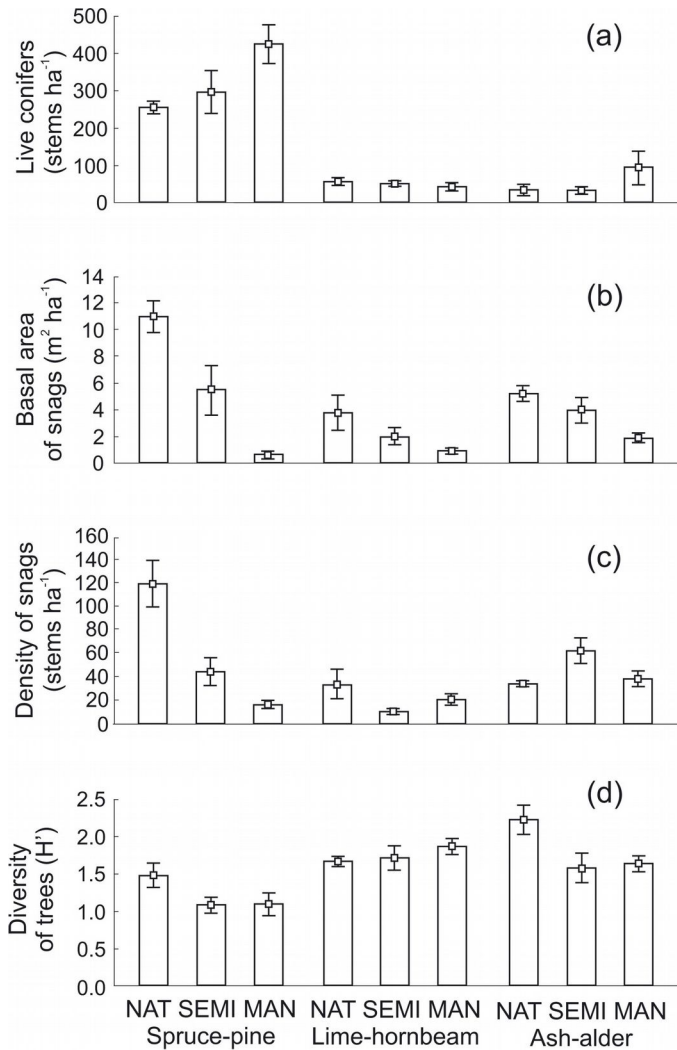 (a)
Live conifers
(stems ha⁻¹)
500
400
300
200
100
0
(b)
Basal area
of snags (m² ha⁻¹)
14
12
10
8
6
4
2
0
(c)
Density of snags
(stems ha⁻¹)
160
140
120
100
80
60
40
20
0
(d)
Diversity
of trees (H')
2.5
2.0
1.5
1.0
0.5
0.0
NAT SEMI MAN NAT SEMI MAN NAT SEMI MAN
Spruce-pine Lime-hornbeam Ash-alder